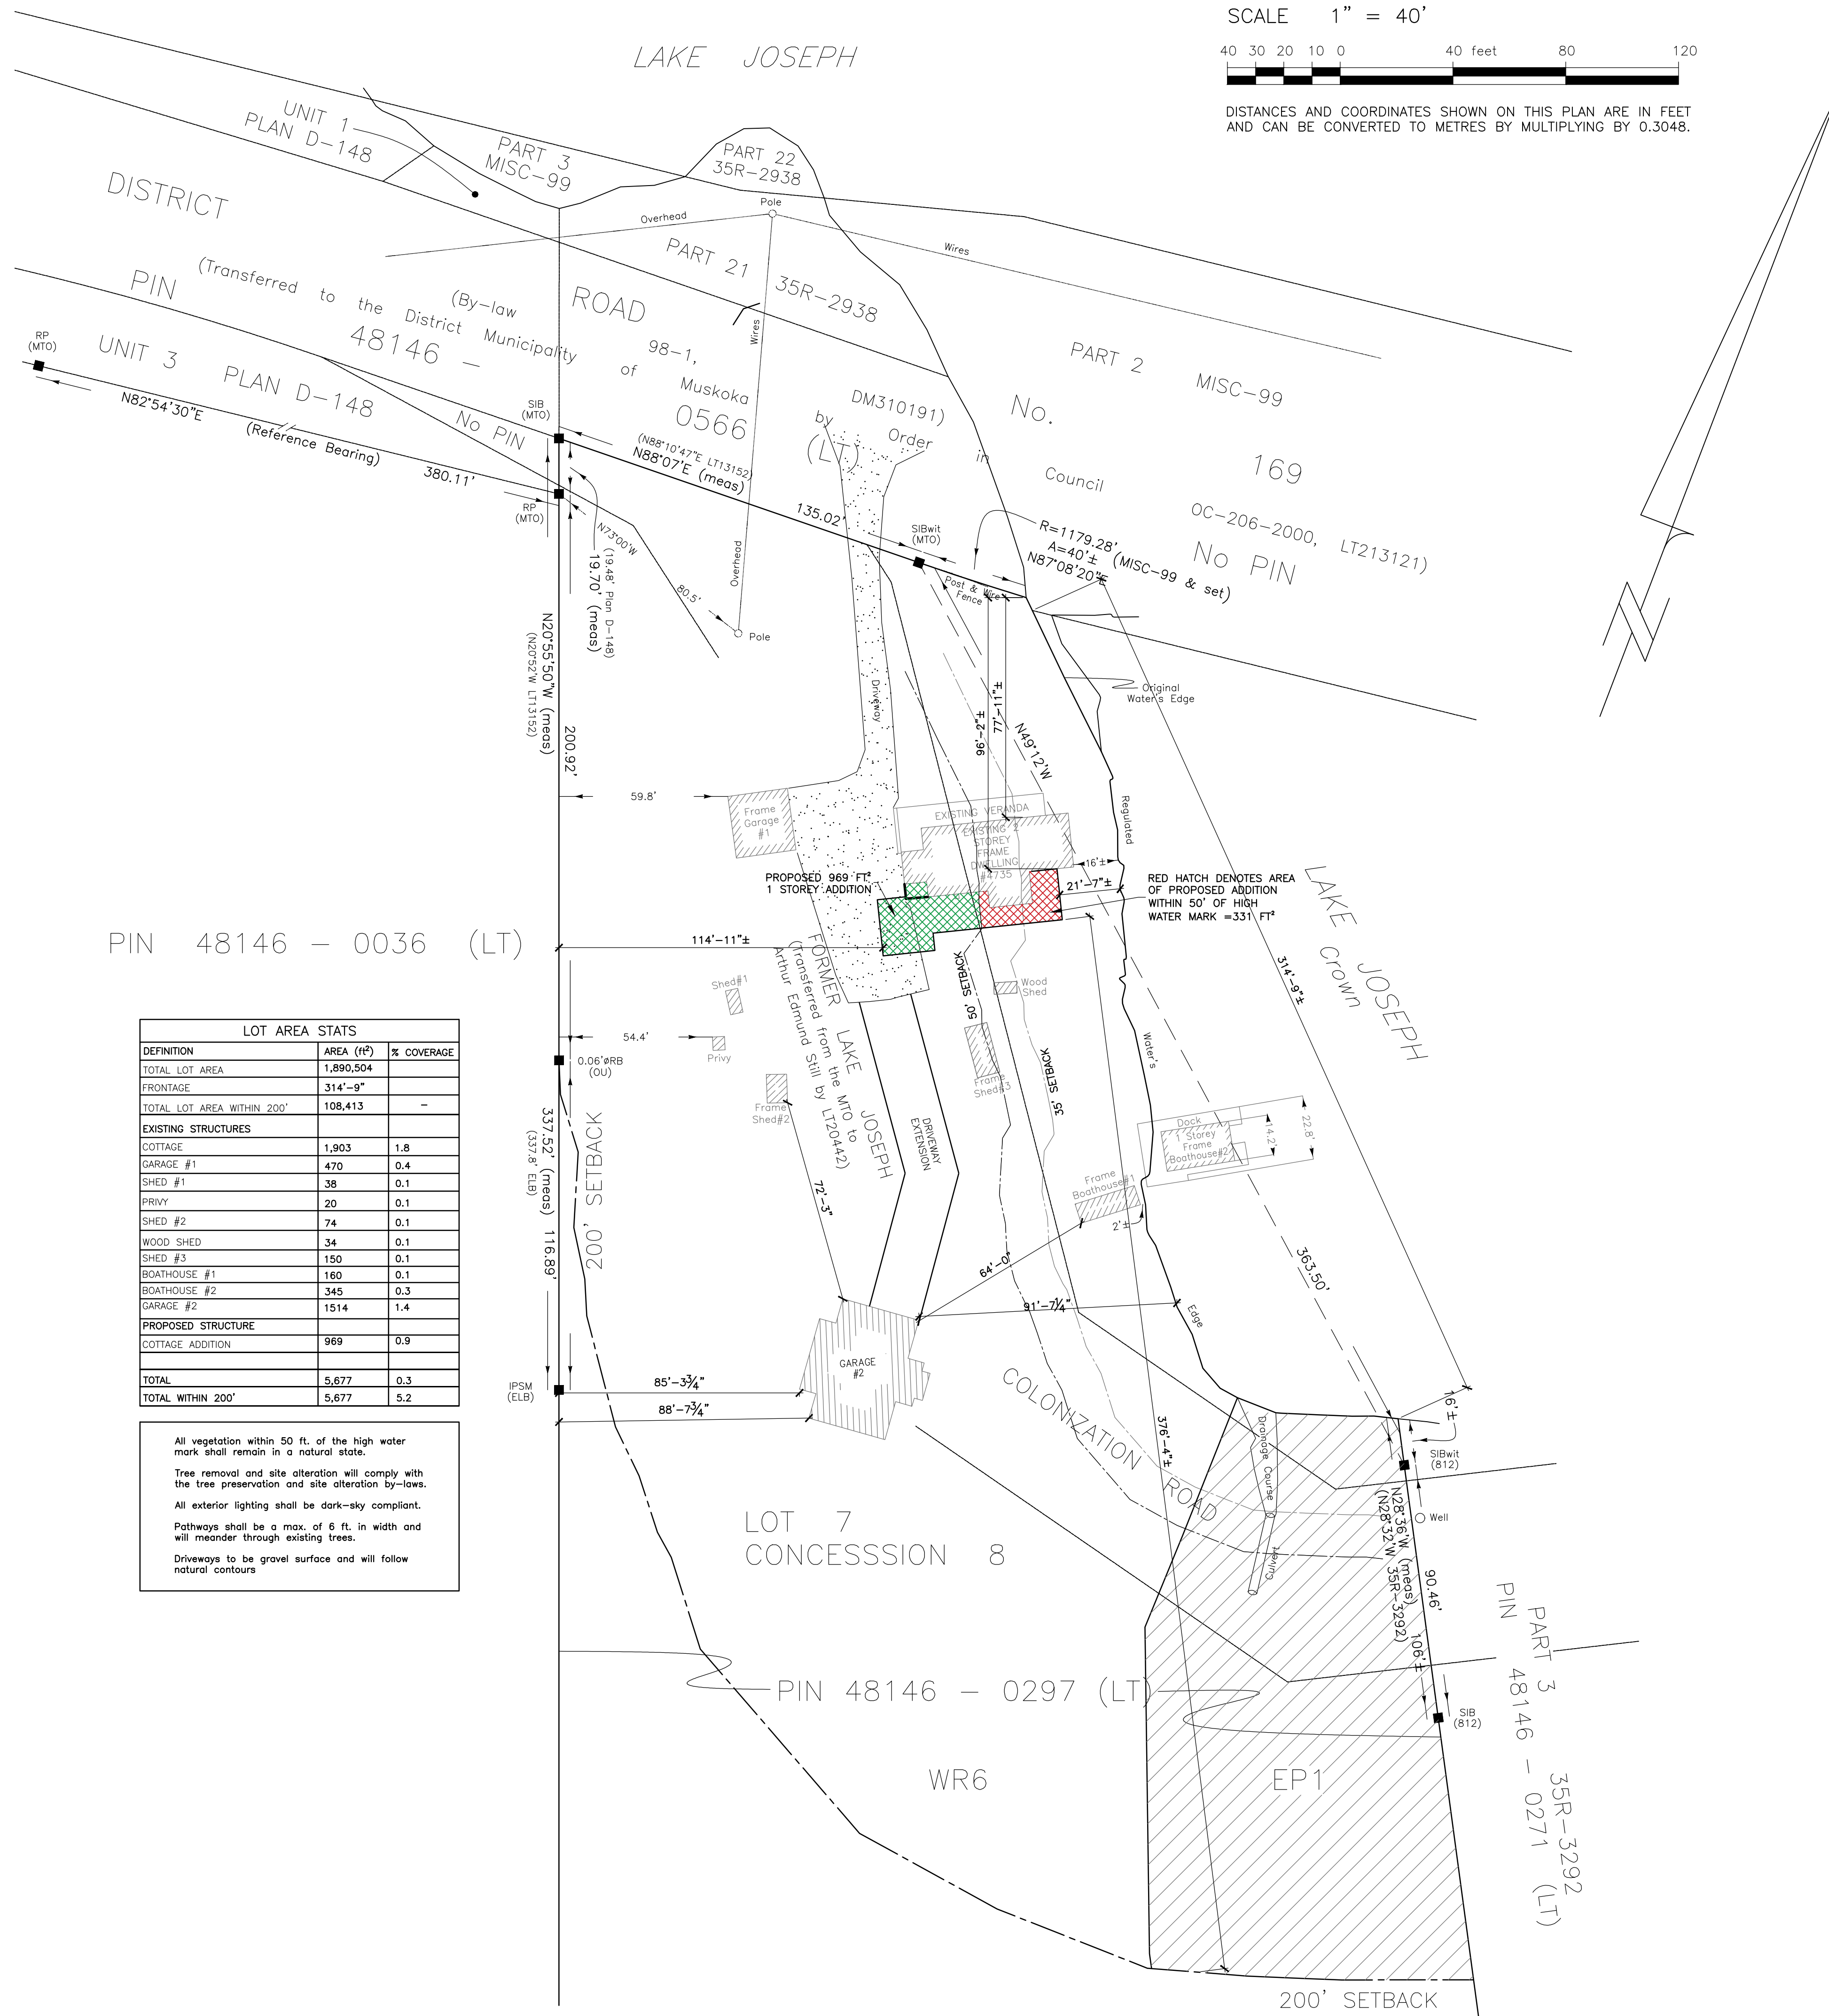 SCALE 1" = 40'
40 30 20 10 0 40 feet 80 120
DISTANCES AND COORDINATES SHOWN ON THIS PLAN ARE IN FEET
AND CAN BE CONVERTED TO METRES BY MULTIPLYING BY 0.3048.
LAKE JOSEPH
UNIT 1
PLAN D-148
PART 3
MISC-99
PART 22
35R-2938
DISTRICT
ROAD
No.
169
Overhead
Pole
Wires
PART 21 35R-2938
PIN
48146 -
0566
(LT)
(Transferred to the District Municipality of Muskoka
(By-law
98-1,
DM310191)
by Order in Council
OC-206-2000, LT213121)
No PIN
PART 2 MISC-99
Wires
Overhead
RP
(MTO)
UNIT 3 PLAN D-148
No PIN
N82°54'30"E
(Reference Bearing)
380.11'
SIB
(MTO)
RP
(MTO)
(N88°10'47"E LT13152)
N88°07'E (meas)
135.02'
SIBwit
(MTO)
R=1179.28'
A=40'±
N87°08'20"E
(MISC-99 & set)
Post & Wire
Fence
N73°00'W
80.5'
Pole
(19.48' Plan D-148)
19.70' (meas)
N20°55'50"W (meas)
(N20°52'W LT13152)
200.92'
Driveway
96'-2"±
77'-11"±
N49°12'W
Original
Water's Edge
Regulated
Water's
Edge
59.8'
Frame
Garage
#1
EXISTING VERANDA
EXISTING 2
STOREY
FRAME
DWELLING
#4735
16'±
21'-7"±
PROPOSED 969 FT²
1 STOREY ADDITION
RED HATCH DENOTES AREA
OF PROPOSED ADDITION
WITHIN 50' OF HIGH
WATER MARK =331 FT²
LAKE JOSEPH
Crown
314'-9"±
PIN 48146 - 0036 (LT)
114'-11"±
FORMER LAKE JOSEPH
(Transferred from the MTO to
Arthur Edmund Still by LT20442)
Shed#1
50' SETBACK
35' SETBACK
Wood
Shed
54.4'
Privy
Frame
Shed#2
Frame
Shed#3
0.06'øRB
(OU)
DRIVEWAY
EXTENSION
Dock
1 Storey
Frame
Boathouse#2
14.2'
22.8'
Frame
Boathouse#1
2'±
337.52' (meas)
(337.8' ELB)
116.89'
200' SETBACK
72'-3"
64'-0"
91'-7¼"
363.50'
LOT AREA STATS
DEFINITION AREA (ft²) % COVERAGE
TOTAL LOT AREA 1,890,504
FRONTAGE 314'-9"
TOTAL LOT AREA WITHIN 200' 108,413 -
EXISTING STRUCTURES
COTTAGE 1,903 1.8
GARAGE #1 470 0.4
SHED #1 38 0.1
PRIVY 20 0.1
SHED #2 74 0.1
WOOD SHED 34 0.1
SHED #3 150 0.1
BOATHOUSE #1 160 0.1
BOATHOUSE #2 345 0.3
GARAGE #2 1514 1.4
PROPOSED STRUCTURE
COTTAGE ADDITION 969 0.9
TOTAL 5,677 0.3
TOTAL WITHIN 200' 5,677 5.2
All vegetation within 50 ft. of the high water
mark shall remain in a natural state.
Tree removal and site alteration will comply with
the tree preservation and site alteration by-laws.
All exterior lighting shall be dark-sky compliant.
Pathways shall be a max. of 6 ft. in width and
will meander through existing trees.
Driveways to be gravel surface and will follow
natural contours
IPSM
(ELB)
GARAGE
#2
85'-3¾"
88'-7¾"
COLONIZATION ROAD
376'-4"±
Drainage Course
Culvert
16'±
SIBwit
(812)
Well
N28°36'W (meas)
(N28°32'W 35R-3292)
90.46'
106'±
SIB
(812)
LOT 7
CONCESSSION 8
PIN 48146 - 0297 (LT)
WR6
EP1
PART 3 35R-3292
PIN 48146 - 0271 (LT)
200' SETBACK